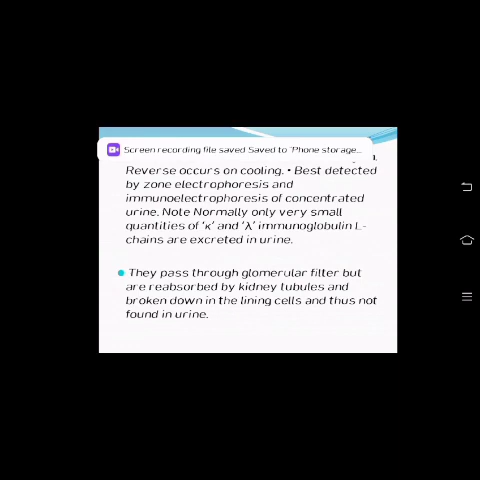 Screen recording file saved Saved to 'Phone storage...
Reverse occurs on cooling. • Best detected
by zone electrophoresis and
immunoelectrophoresis of concentrated
urine. Note Normally only very small
quantities of 'κ' and 'λ' immunoglobulin L-
chains are excreted in urine.
They pass through glomerular filter but
are reabsorbed by kidney tubules and
broken down in the lining cells and thus not
found in urine.